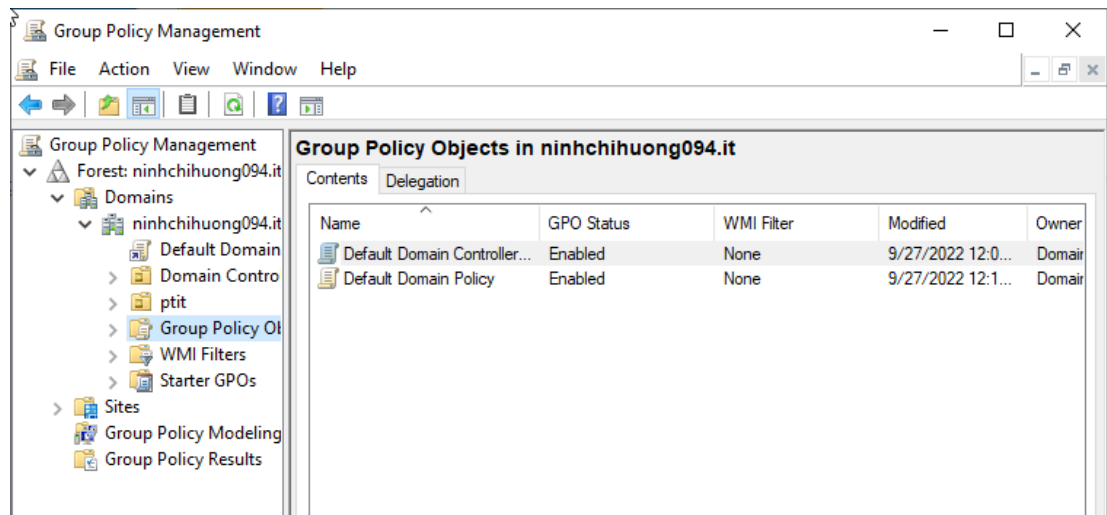 Group Policy Management
File Action View Window Help
Group Policy Management
Forest: ninhchihuong094.it
Domains
ninhchihuong094.it
Default Domain
Domain Contro
ptit
Group Policy Ob
WMI Filters
Starter GPOs
Sites
Group Policy Modeling
Group Policy Results
Group Policy Objects in ninhchihuong094.it
Contents Delegation
Name GPO Status WMI Filter Modified Owner
Default Domain Controller... Enabled None 9/27/2022 12:0... Domain
Default Domain Policy Enabled None 9/27/2022 12:1... Domain